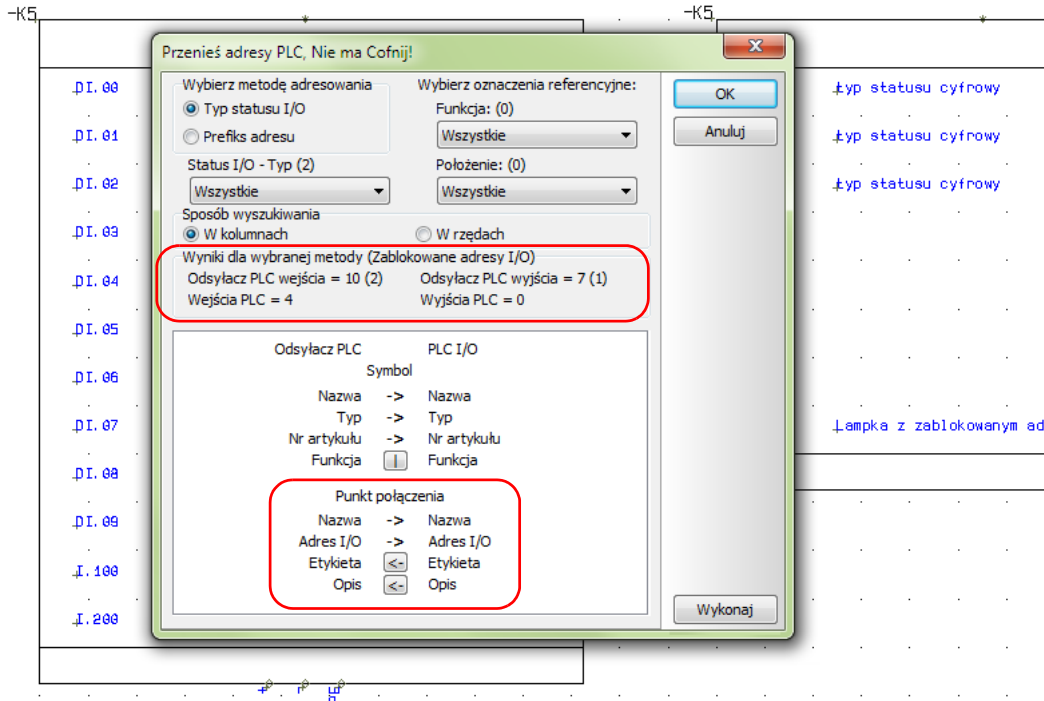 -K5
-K5
Przenieś adresy PLC, Nie ma Cofnij!
Wybierz metodę adresowania
Typ statusu I/O
Prefiks adresu
Wybierz oznaczenia referencyjne:
Funkcja: (0)
Wszystkie
Status I/O - Typ (2)
Wszystkie
Położenie: (0)
Wszystkie
Sposób wyszukiwania
W kolumnach
W rzędach
Wyniki dla wybranej metody (Zablokowane adresy I/O)
Odsyłacz PLC wejścia = 10 (2)
Odsyłacz PLC wyjścia = 7 (1)
Wejścia PLC = 4
Wyjścia PLC = 0
Odsyłacz PLC
PLC I/O
Symbol
Nazwa -> Nazwa
Typ -> Typ
Nr artykułu -> Nr artykułu
Funkcja | Funkcja
Punkt połączenia
Nazwa -> Nazwa
Adres I/O -> Adres I/O
Etykieta <- Etykieta
Opis <- Opis
OK
Anuluj
Wykonaj
DI.00
DI.01
DI.02
DI.03
DI.04
DI.05
DI.06
DI.07
DI.08
DI.09
I.100
I.200
typ statusu cyfrowy
typ statusu cyfrowy
typ statusu cyfrowy
Lampka z zablokowanym ad